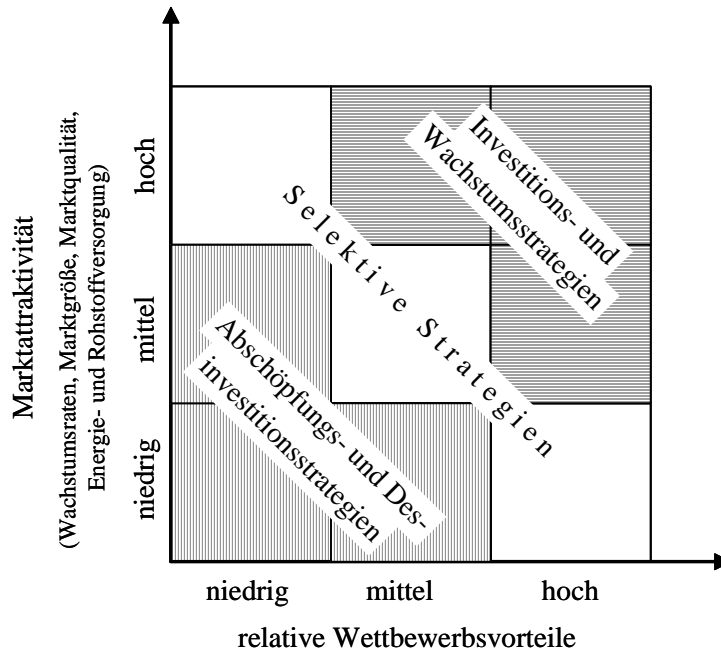 Marktattraktivität
(Wachstumsraten, Marktgröße, Marktqualität,
Energie- und Rohstoffversorgung)
hoch
mittel
niedrig
Investitions- und
Wachstumsstrategien
Selektive Strategien
Abschöpfungs- und Des-
investitionsstrategien
niedrig
mittel
hoch
relative Wettbewerbsvorteile